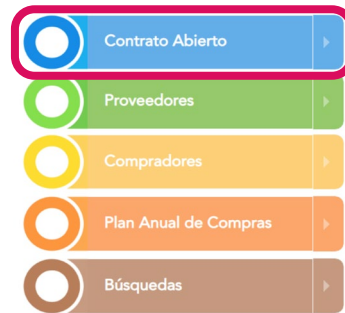 Contrato Abierto
Proveedores
Compradores
Plan Anual de Compras
Búsquedas